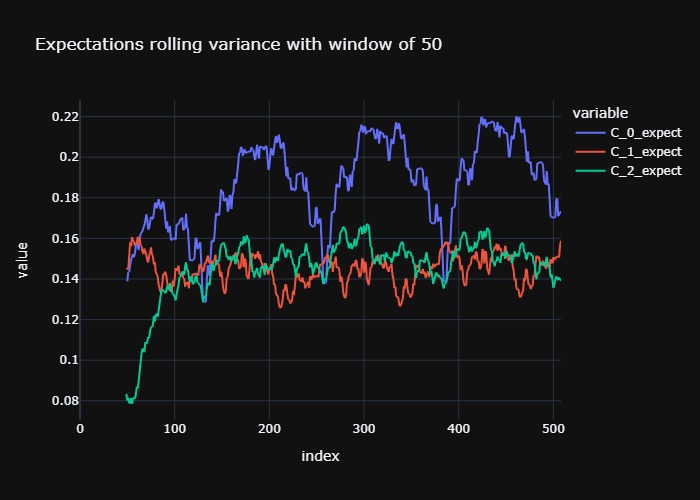 Expectations rolling variance with window of 50
variable
C_0_expect
C_1_expect
C_2_expect
value
0.22
0.2
0.18
0.16
0.14
0.12
0.1
0.08
0 100 200 300 400 500
index